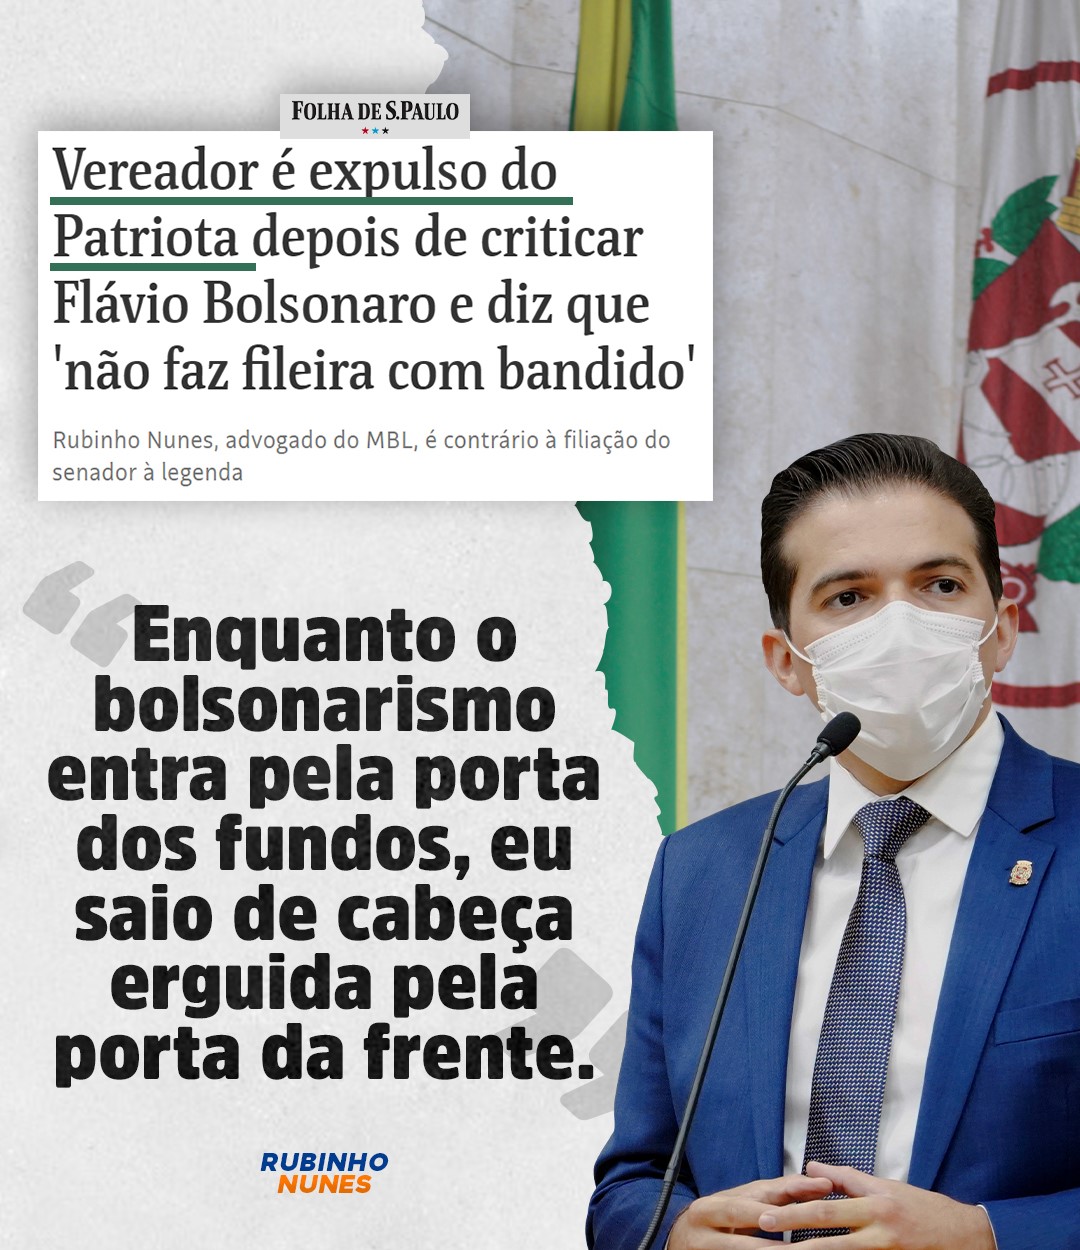 FOLHA DE S.PAULO
Vereador é expulso do
Patriota depois de criticar
Flávio Bolsonaro e diz que
'não faz fileira com bandido'
Rubinho Nunes, advogado do MBL, é contrário à filiação do
senador à legenda
“Enquanto o
bolsonarismo
entra pela porta
dos fundos, eu
saio de cabeça
erguida pela
porta da frente.”
RUBINHO
NUNES